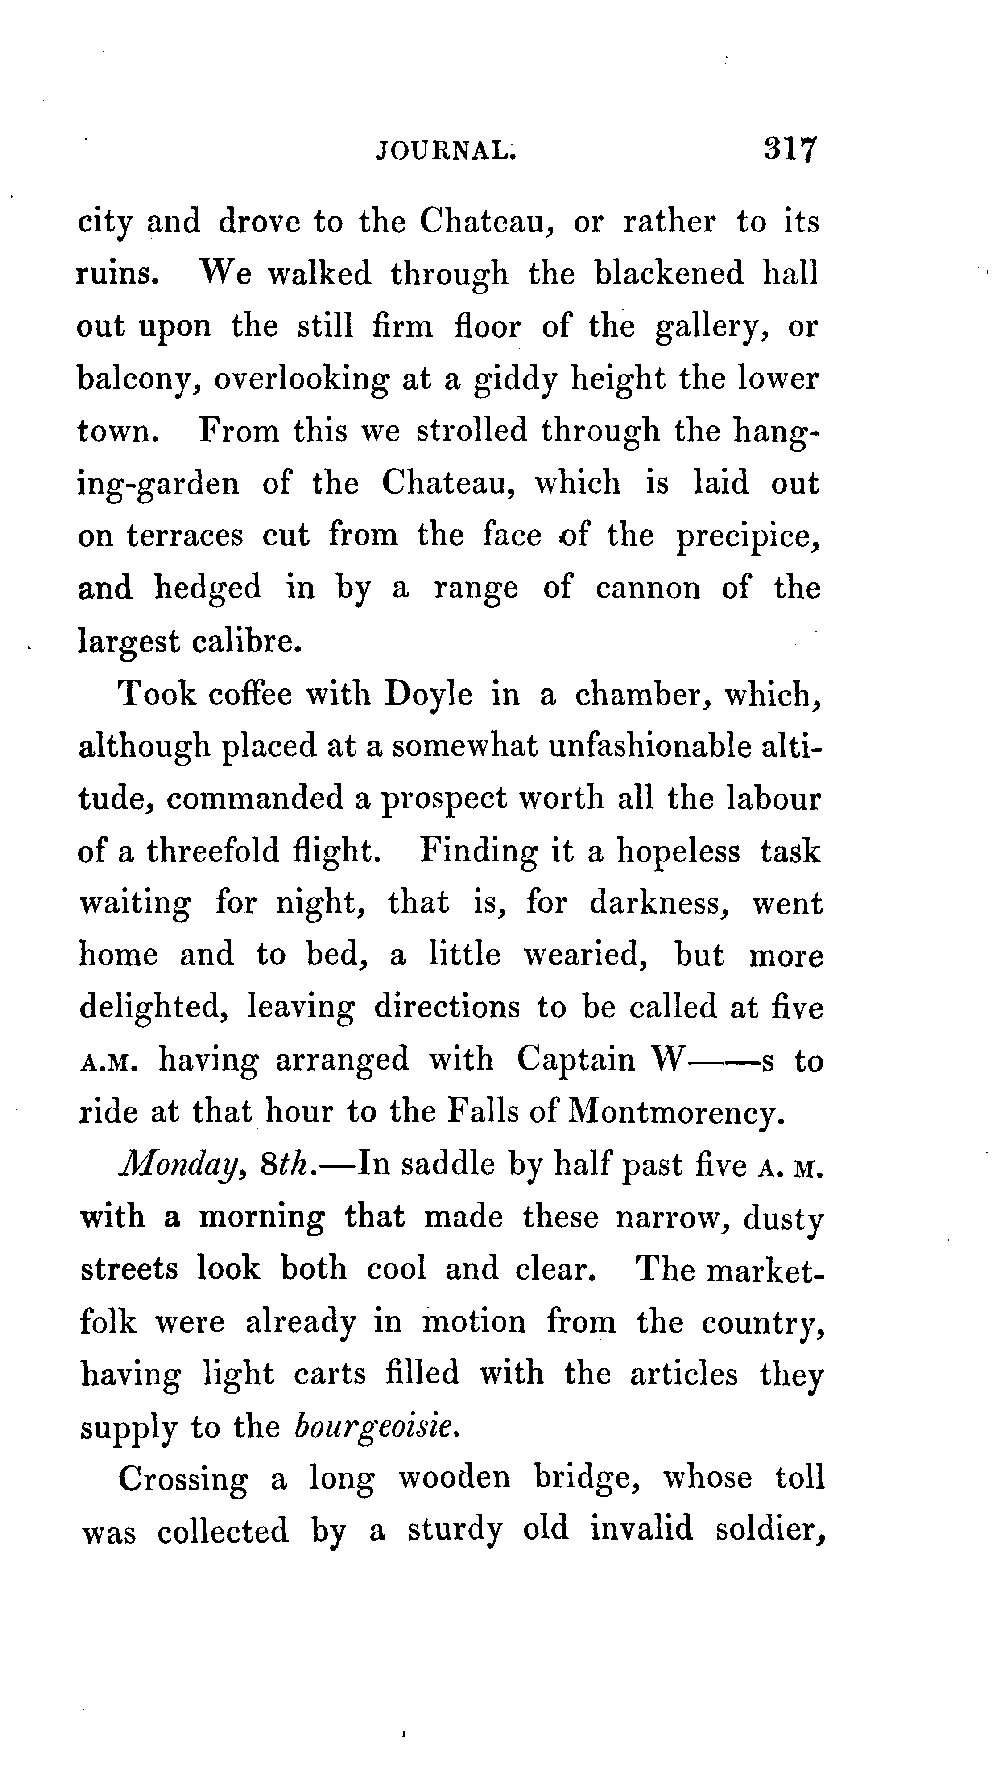 JOURNAL. 317
city and drove to the Chateau, or rather to its
ruins. We walked through the blackened hall
out upon the still firm floor of the gallery, or
balcony, overlooking at a giddy height the lower
town. From this we strolled through the hang-
ing-garden of the Chateau, which is laid out
on terraces cut from the face of the precipice,
and hedged in by a range of cannon of the
largest calibre.
Took coffee with Doyle in a chamber, which,
although placed at a somewhat unfashionable alti-
tude, commanded a prospect worth all the labour
of a threefold flight. Finding it a hopeless task
waiting for night, that is, for darkness, went
home and to bed, a little wearied, but more
delighted, leaving directions to be called at five
A.M. having arranged with Captain W——s to
ride at that hour to the Falls of Montmorency.
Monday, 8th.—In saddle by half past five A. M.
with a morning that made these narrow, dusty
streets look both cool and clear. The market-
folk were already in motion from the country,
having light carts filled with the articles they
supply to the bourgeoisie.
Crossing a long wooden bridge, whose toll
was collected by a sturdy old invalid soldier,